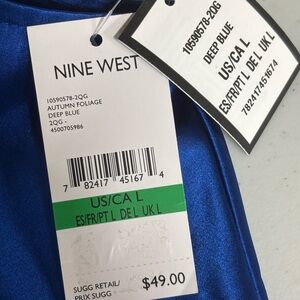 NINE WEST
10590578-2QG
AUTUMN FOLIAGE
DEEP BLUE
2QG -
4500705986
7 82417 45167 4
US/CA L
ES/FR/PT L DE L UK L
SUGG RETAIL/
PRIX SUGG
$49.00
10590578-2QG
DEEP BLUE
US/CA L
ES/FR/PT L DE L UK L
782417451674